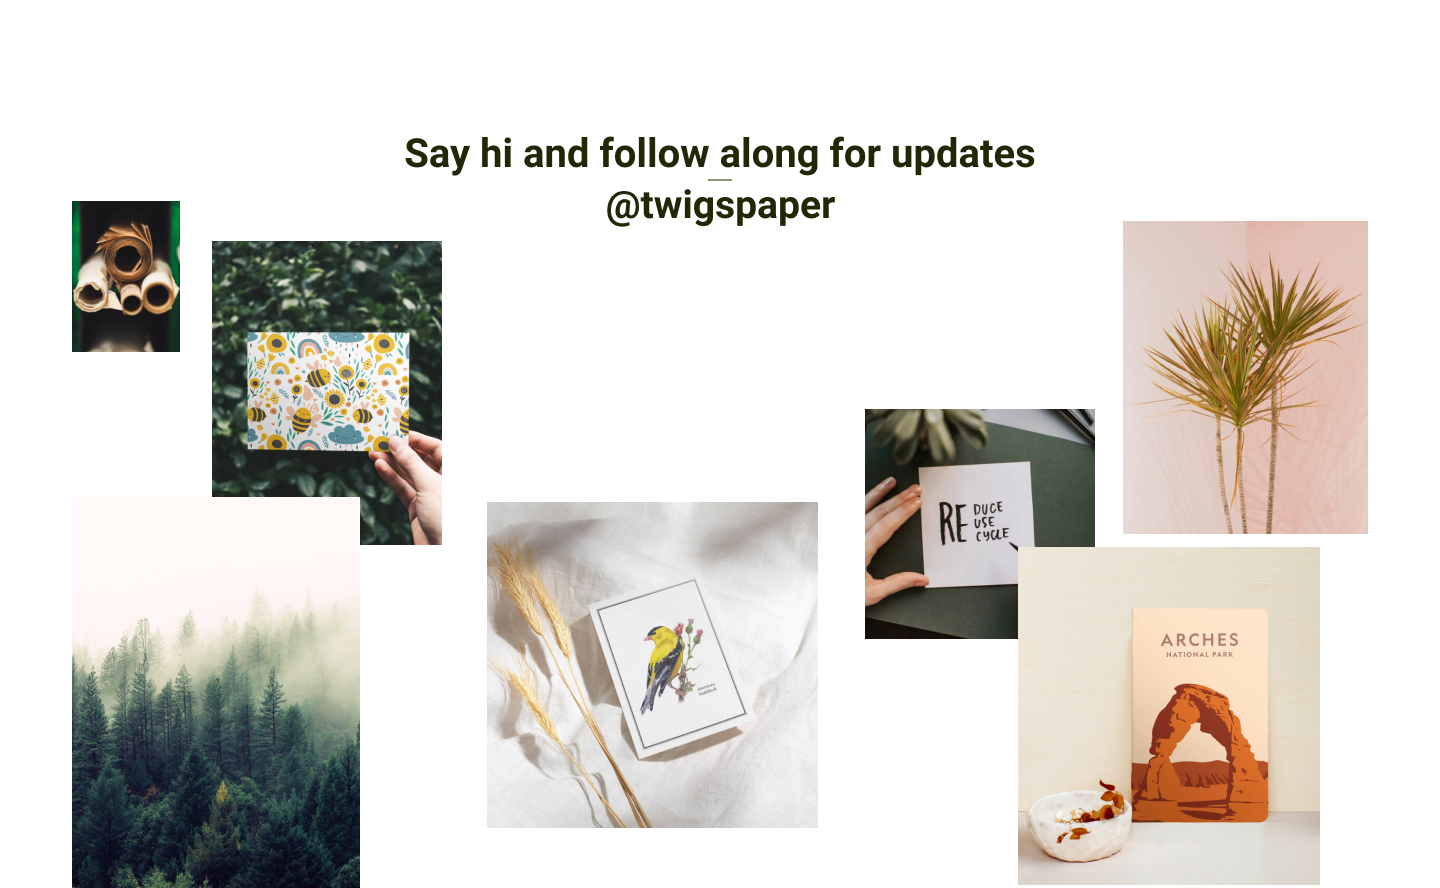 Say hi and follow along for updates
@twigspaper
RE
DUCE
USE
CYCLE
ARCHES
NATIONAL PARK
American
Goldfinch